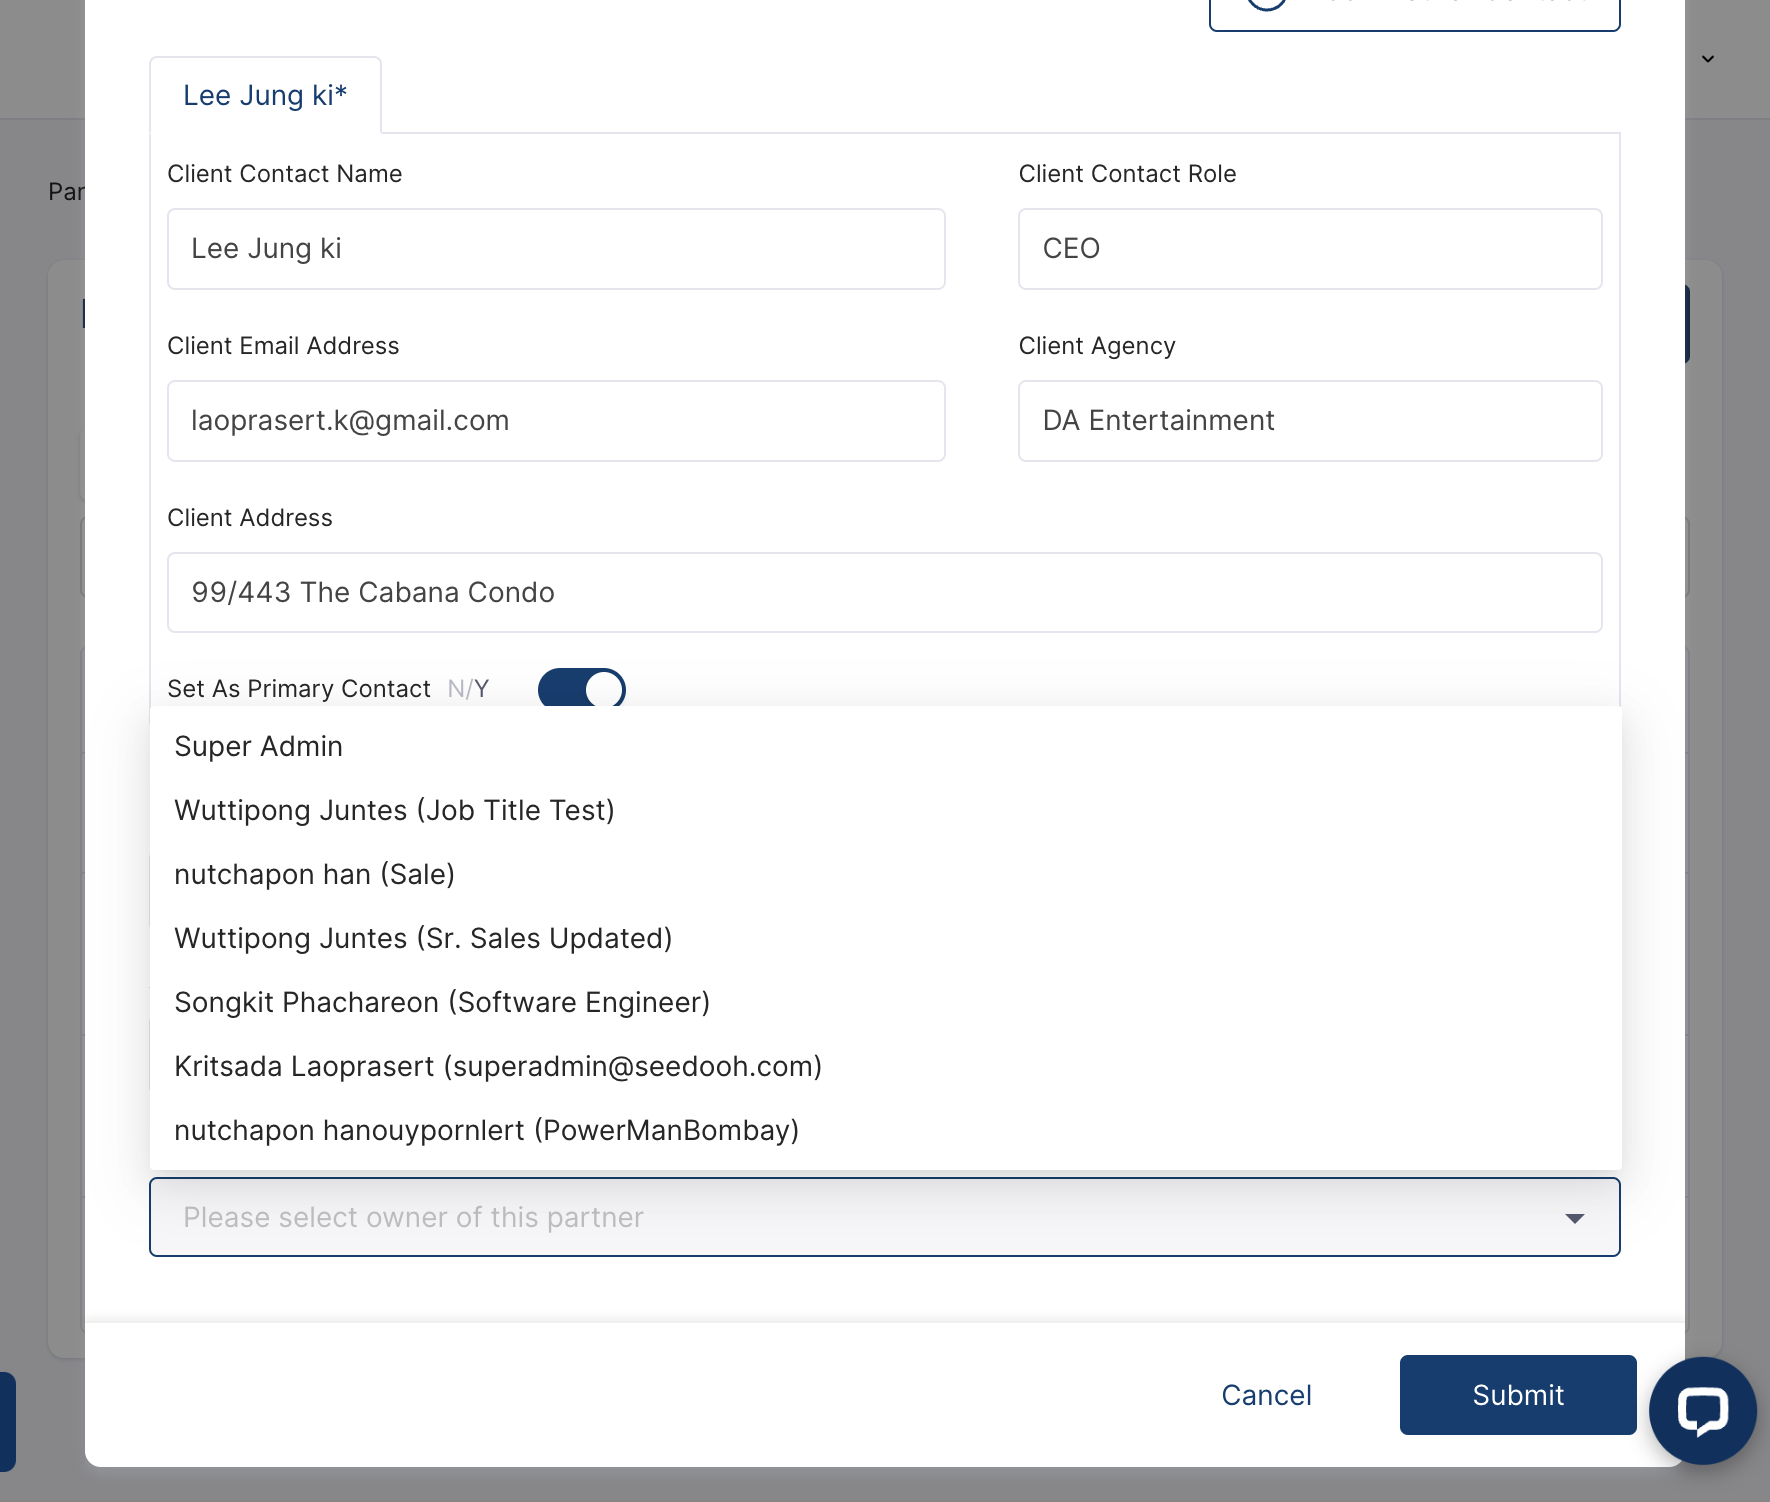 Lee Jung ki*
Par
Client Contact Name
Client Contact Role
Lee Jung ki
CEO
Client Email Address
Client Agency
laoprasert.k@gmail.com
DA Entertainment
Client Address
99/443 The Cabana Condo
Set As Primary Contact N/Y
Super Admin
Wuttipong Juntes (Job Title Test)
nutchapon han (Sale)
Wuttipong Juntes (Sr. Sales Updated)
Songkit Phachareon (Software Engineer)
Kritsada Laoprasert (superadmin@seedooh.com)
nutchapon hanouypornlert (PowerManBombay)
Please select owner of this partner
Cancel
Submit